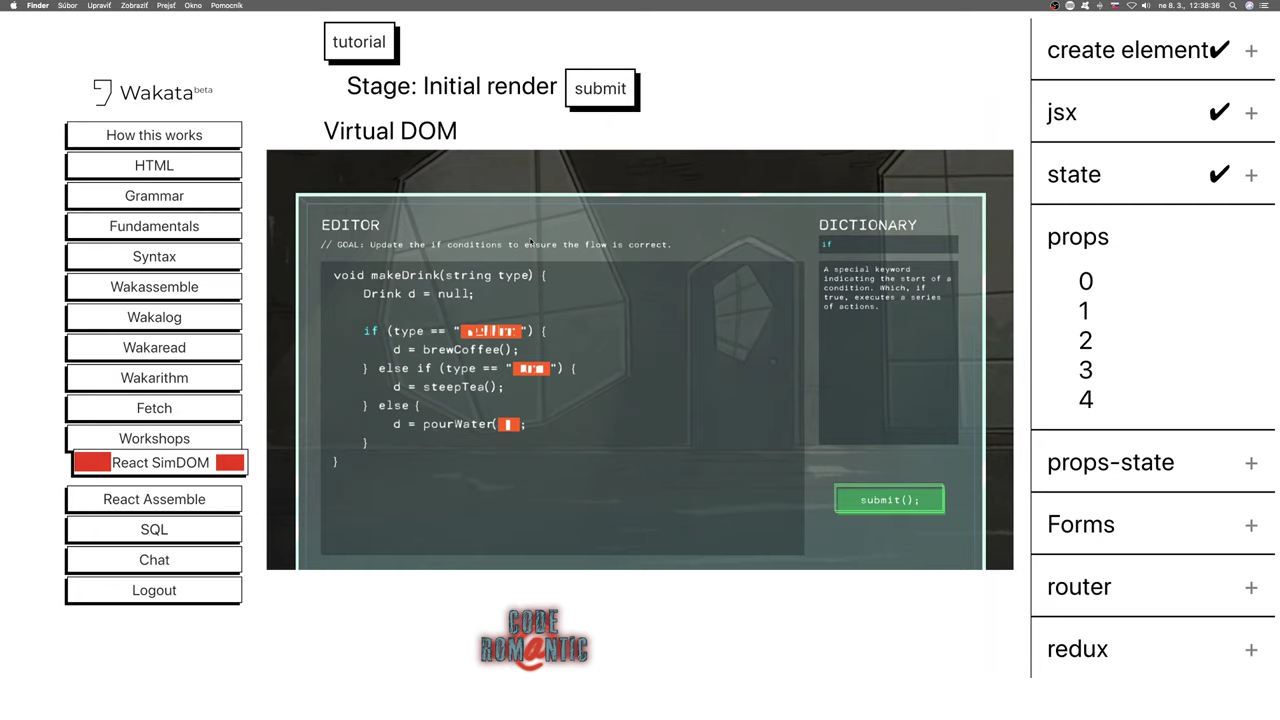 Finder Súbor Upraviť Zobraziť Prejsť Okno Pomocník
ne 8. 3., 12:38:36
tutorial
Stage: Initial render submit
Virtual DOM
Wakata beta
How this works
HTML
Grammar
Fundamentals
Syntax
Wakassemble
Wakalog
Wakaread
Wakarithm
Fetch
Workshops
React SimDOM
React Assemble
SQL
Chat
Logout
EDITOR
// GOAL: Update the if conditions to ensure the flow is correct.
void makeDrink(string type) {
Drink d = null;
if (type == " ") {
d = brewCoffee();
} else if (type == " ") {
d = steepTea();
} else {
d = pourWater( ;
}
}
DICTIONARY
if
A special keyword
indicating the start of a
condition. Which, if
true, executes a series
of actions.
submit();
CODE
ROM@NTIC
create element ✔ +
jsx ✔ +
state ✔ +
props
0
1
2
3
4
props-state +
Forms +
router +
redux +